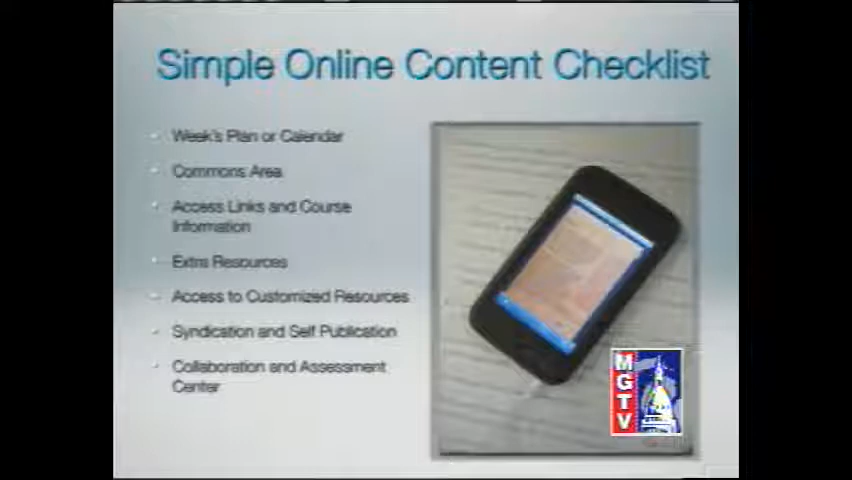 Simple Online Content Checklist
Week's Plan or Calendar
Commons Area
Access Links and Course
Information
Extra Resources
Access to Customized Resources
Syndication and Self Publication
Collaboration and Assessment
Center
MGTV